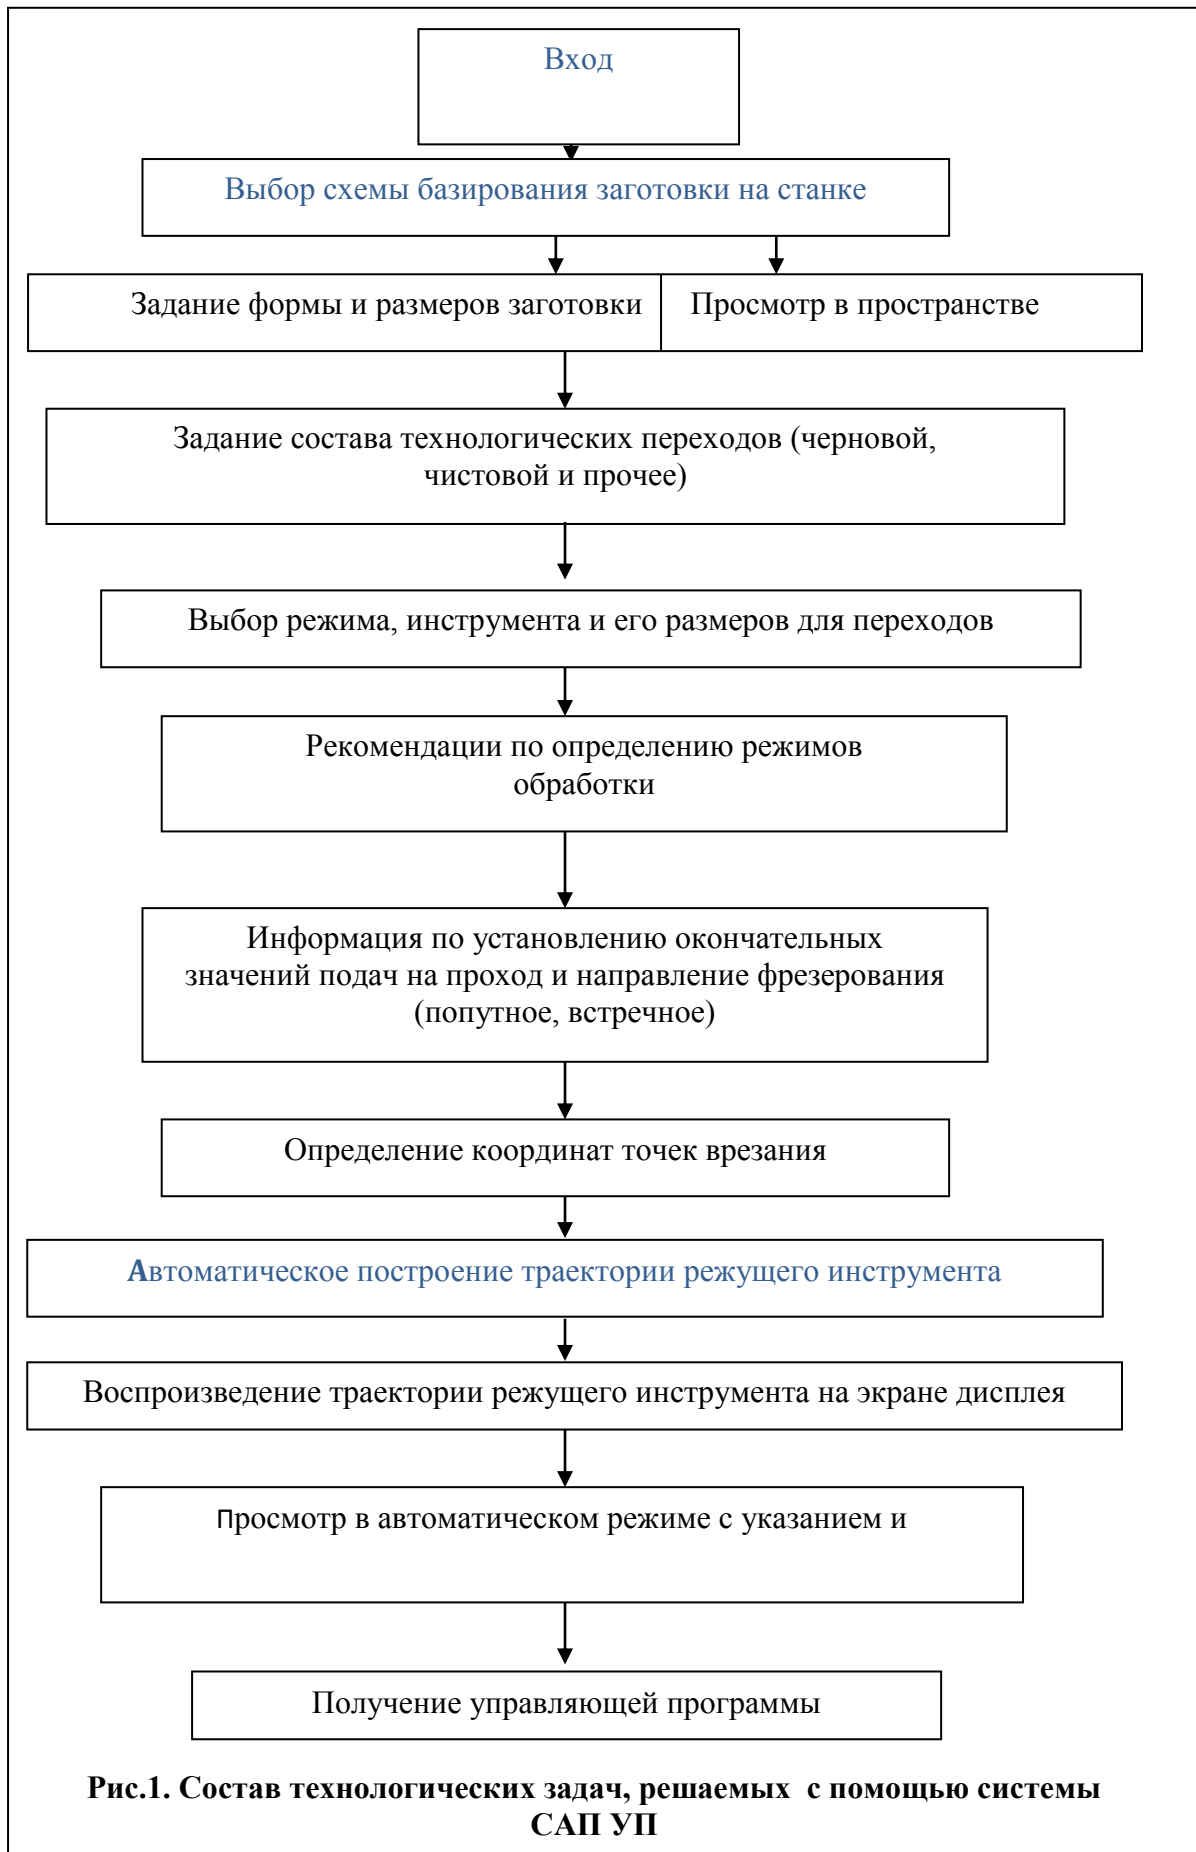 Вход
Выбор схемы базирования заготовки на станке
Задание формы и размеров заготовки
Просмотр в пространстве
Задание состава технологических переходов (черновой,
чистовой и прочее)
Выбор режима, инструмента и его размеров для переходов
Рекомендации по определению режимов
обработки
Информация по установлению окончательных
значений подач на проход и направление фрезерования
(попутное, встречное)
Определение координат точек врезания
Автоматическое построение траектории режущего инструмента
Воспроизведение траектории режущего инструмента на экране дисплея
Просмотр в автоматическом режиме с указанием и
Получение управляющей программы
Рис.1. Состав технологических задач, решаемых с помощью системы
САП УП